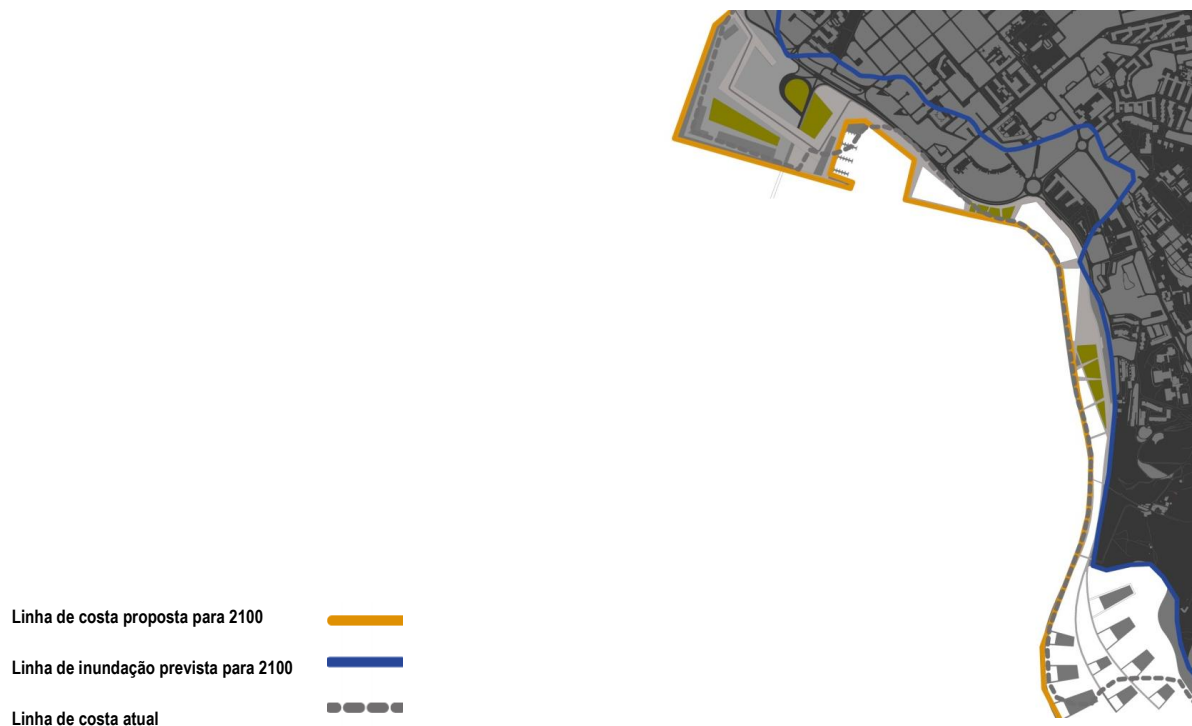 Linha de costa proposta para 2100
Linha de inundação prevista para 2100
Linha de costa atual